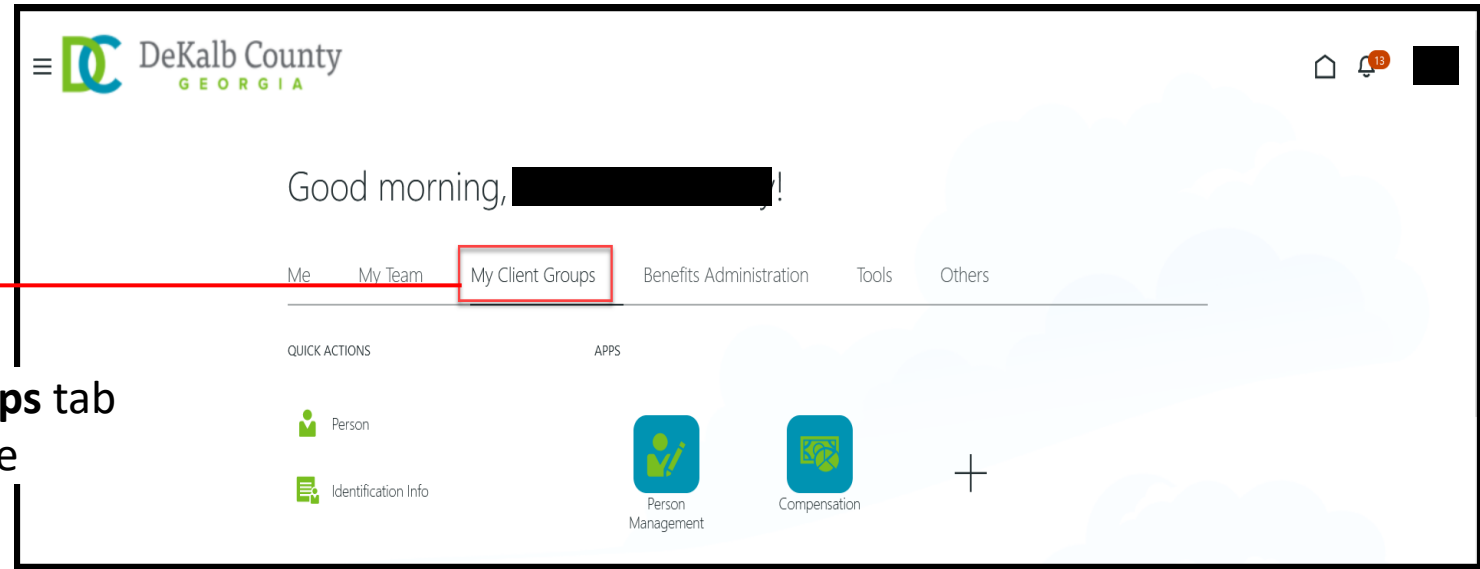 DeKalb County
GEORGIA
13
Good morning, !
Me My Team My Client Groups Benefits Administration Tools Others
QUICK ACTIONS APPS
ps tab
Person
e
Identification Info
Person
Management
Compensation